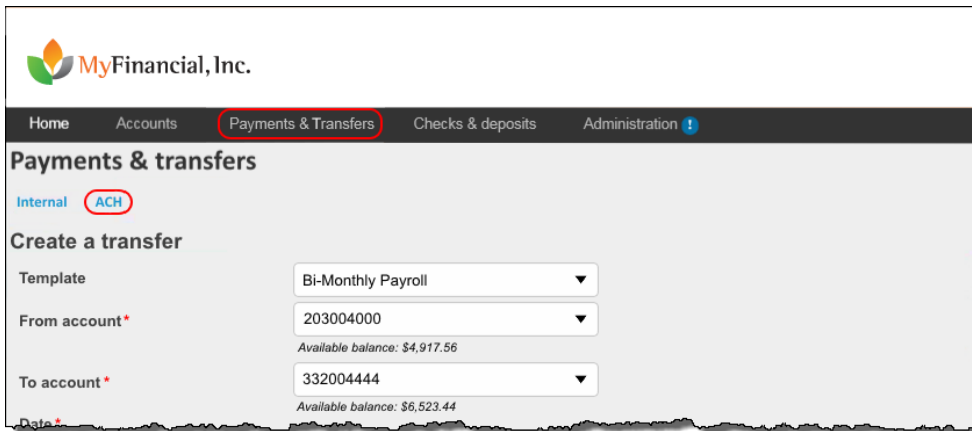 MyFinancial, Inc.
Home Accounts Payments & Transfers Checks & deposits Administration !
Payments & transfers
Internal ACH
Create a transfer
Template Bi-Monthly Payroll
From account* 203004000
Available balance: $4,917.56
To account * 332004444
Available balance: $6,523.44
Date *